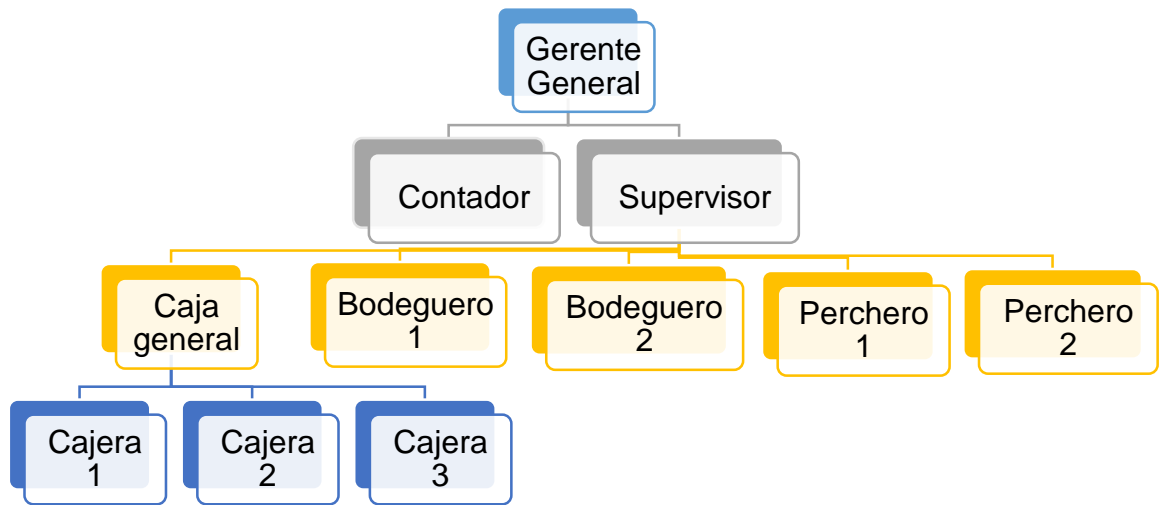 Gerente
General
Contador
Supervisor
Caja
general
Bodeguero
1
Bodeguero
2
Perchero
1
Perchero
2
Cajera
1
Cajera
2
Cajera
3